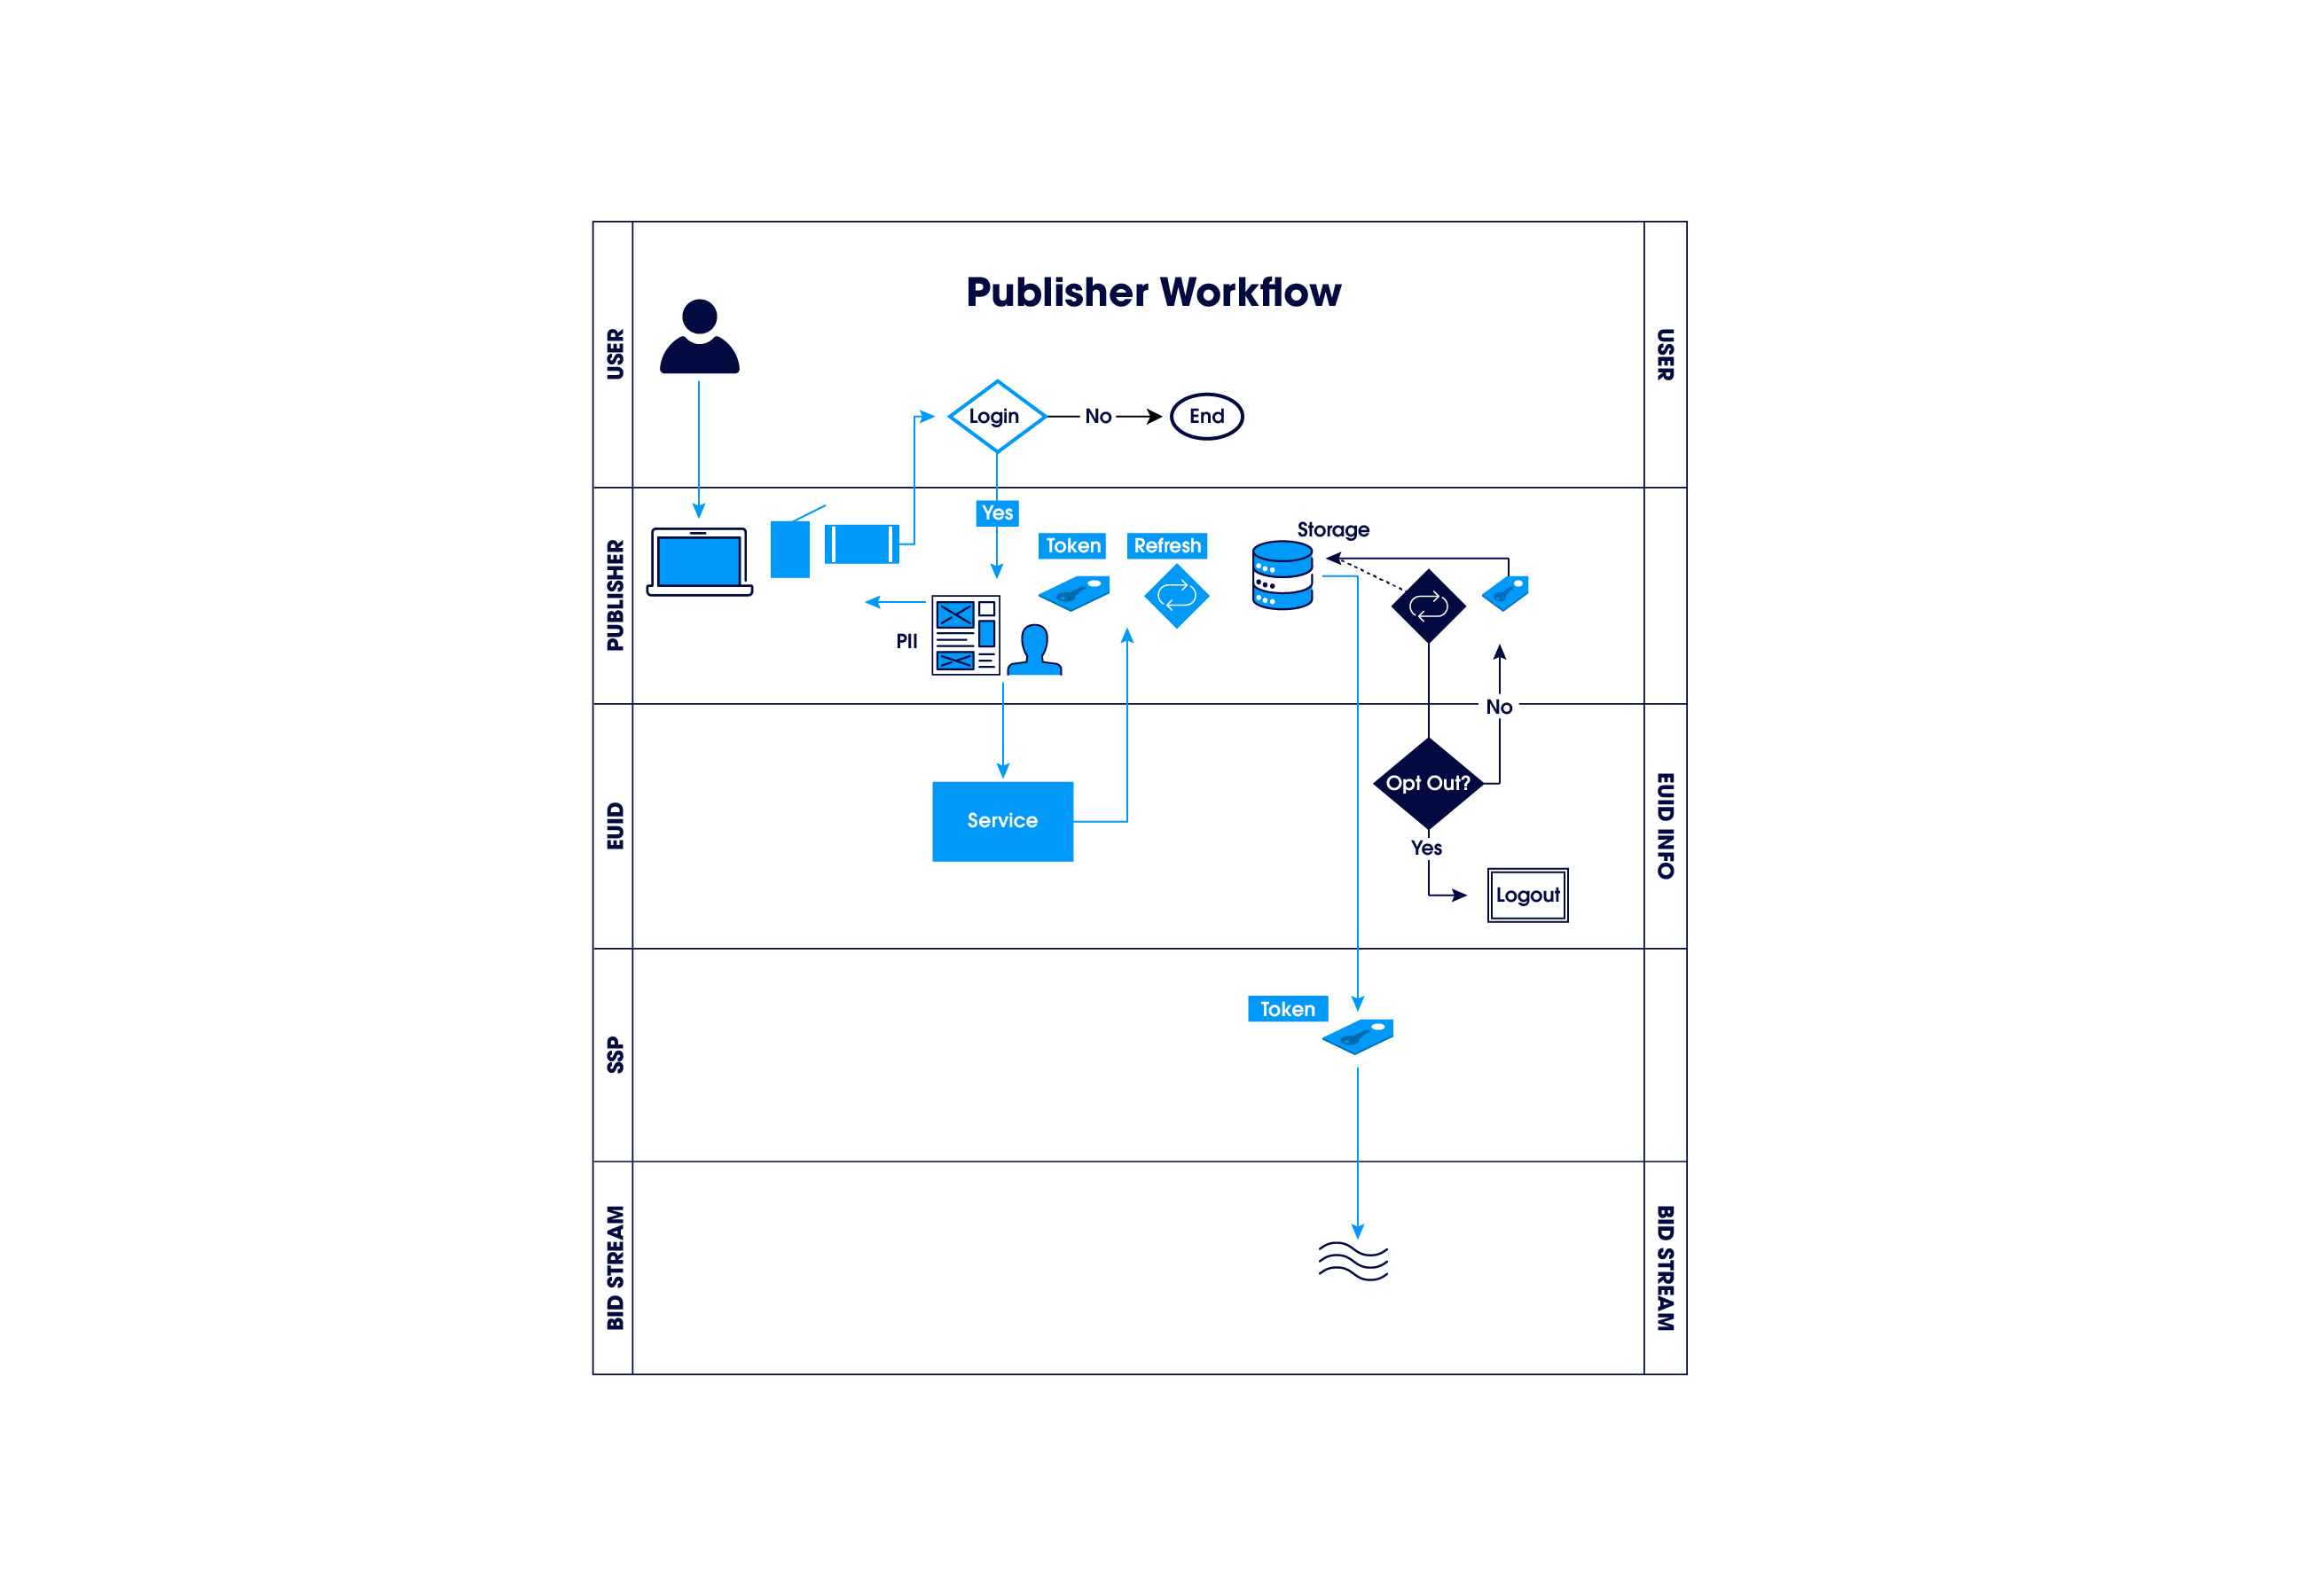 Publisher Workflow
USER
USER
Login
No
End
Yes
PUBLISHER
Token
Refresh
Storage
PII
No
EUID
EUID INFO
Service
Opt Out?
Yes
Logout
SSP
Token
BID STREAM
BID STREAM